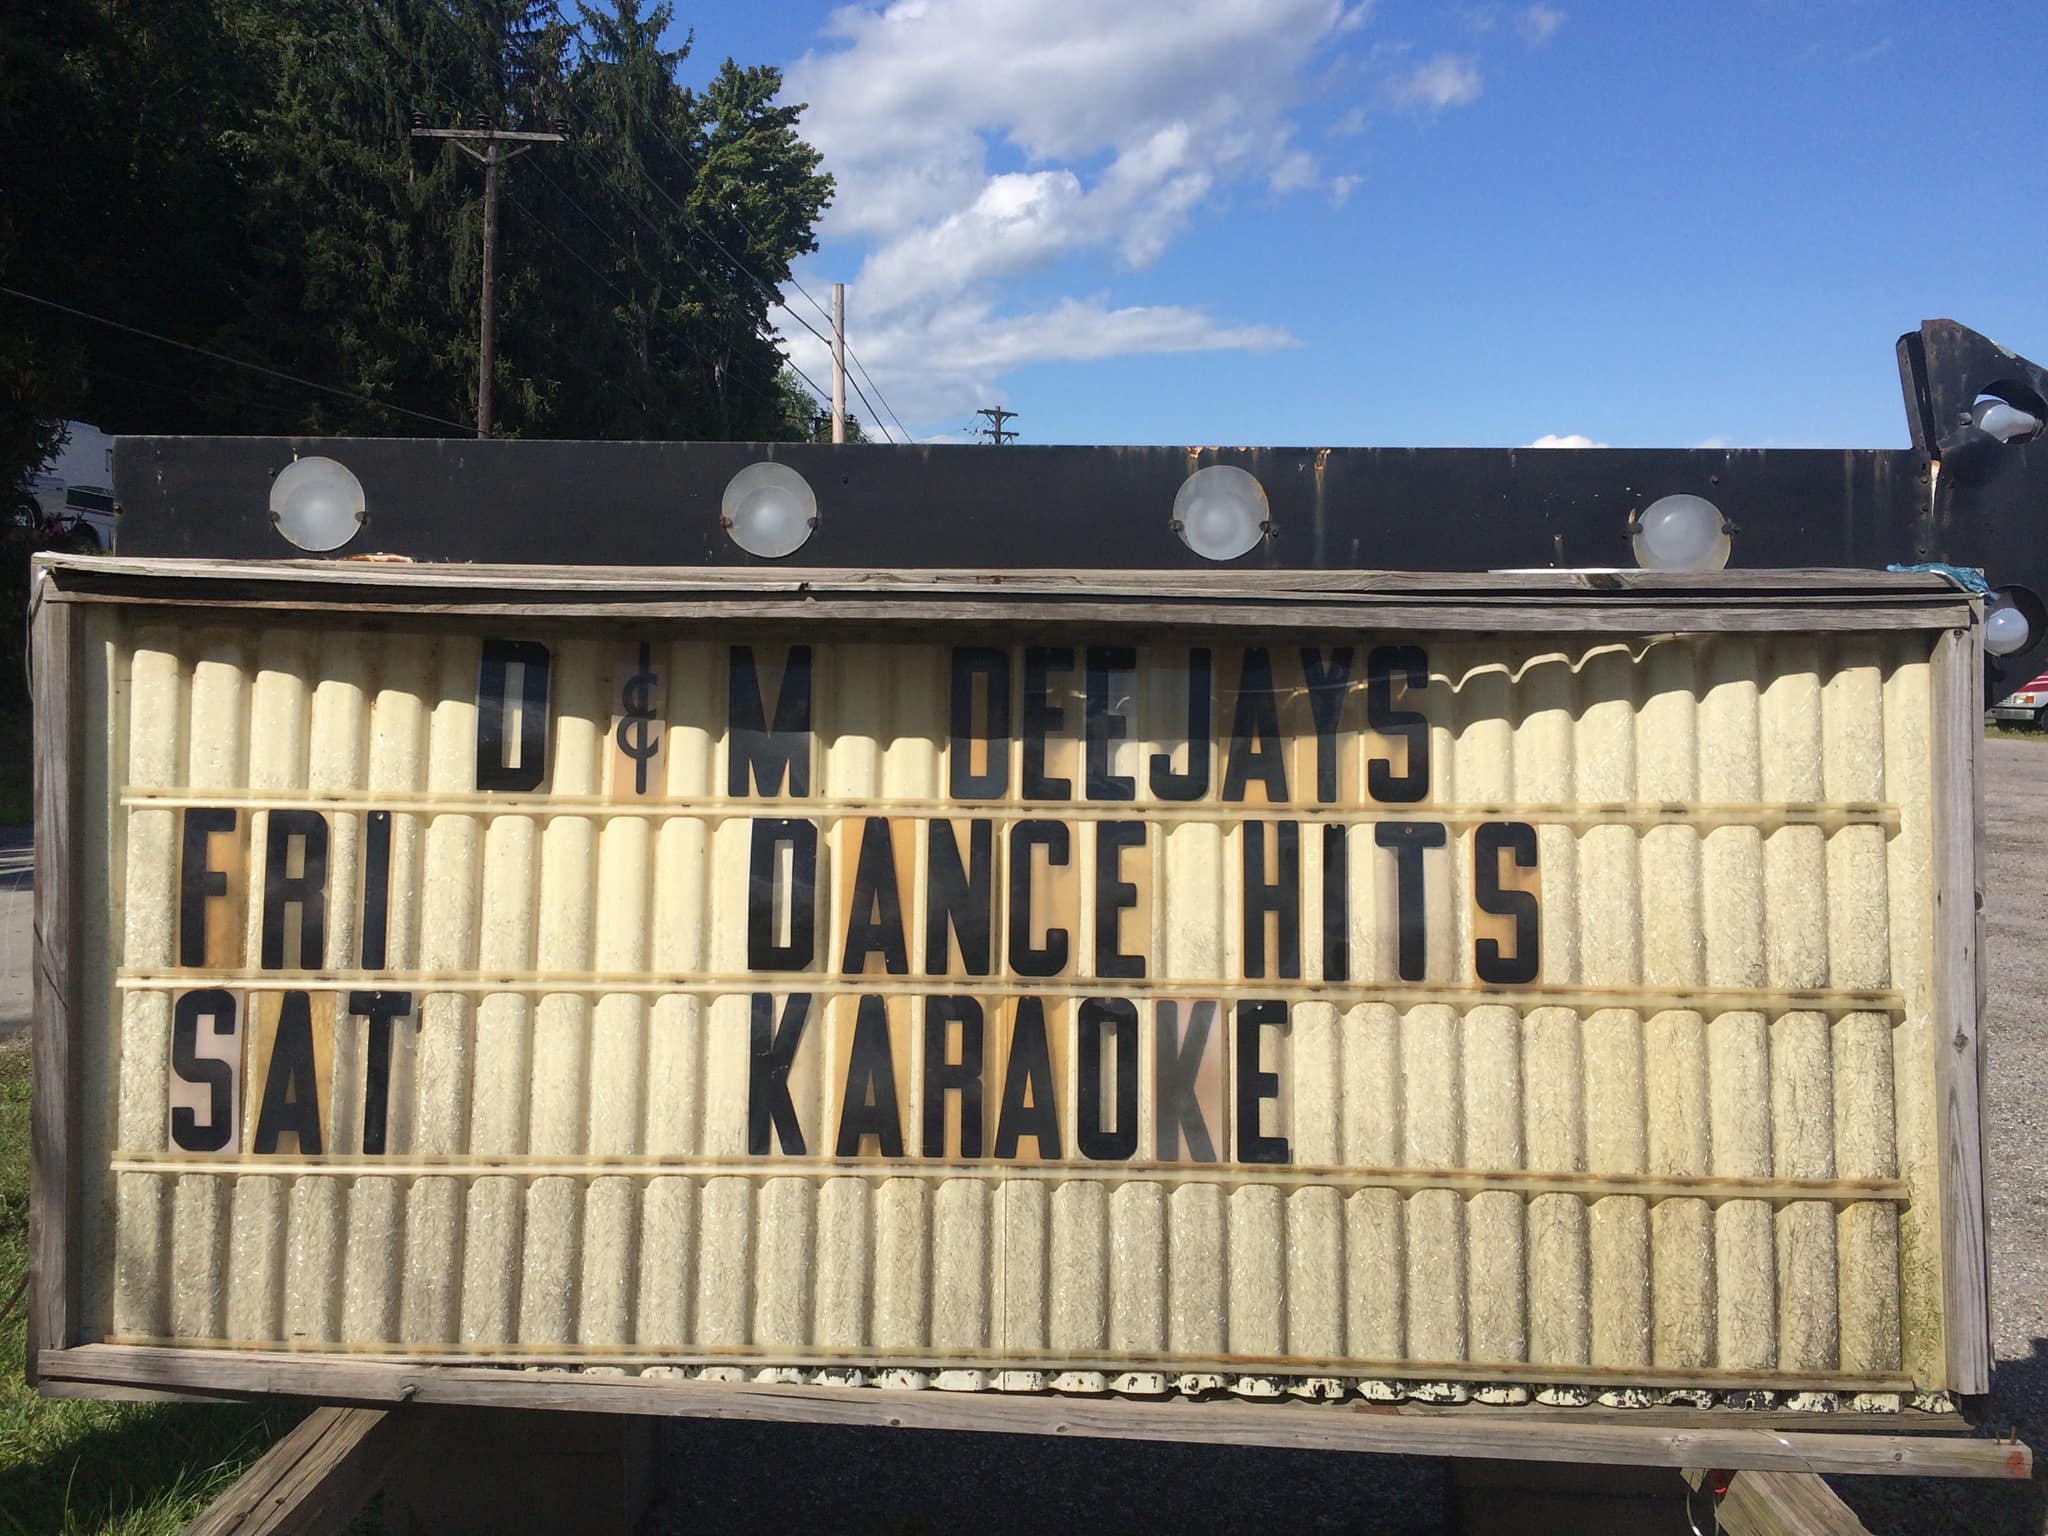 D & M DEEJAYS
FRI DANCE HITS
SAT KARAOKE